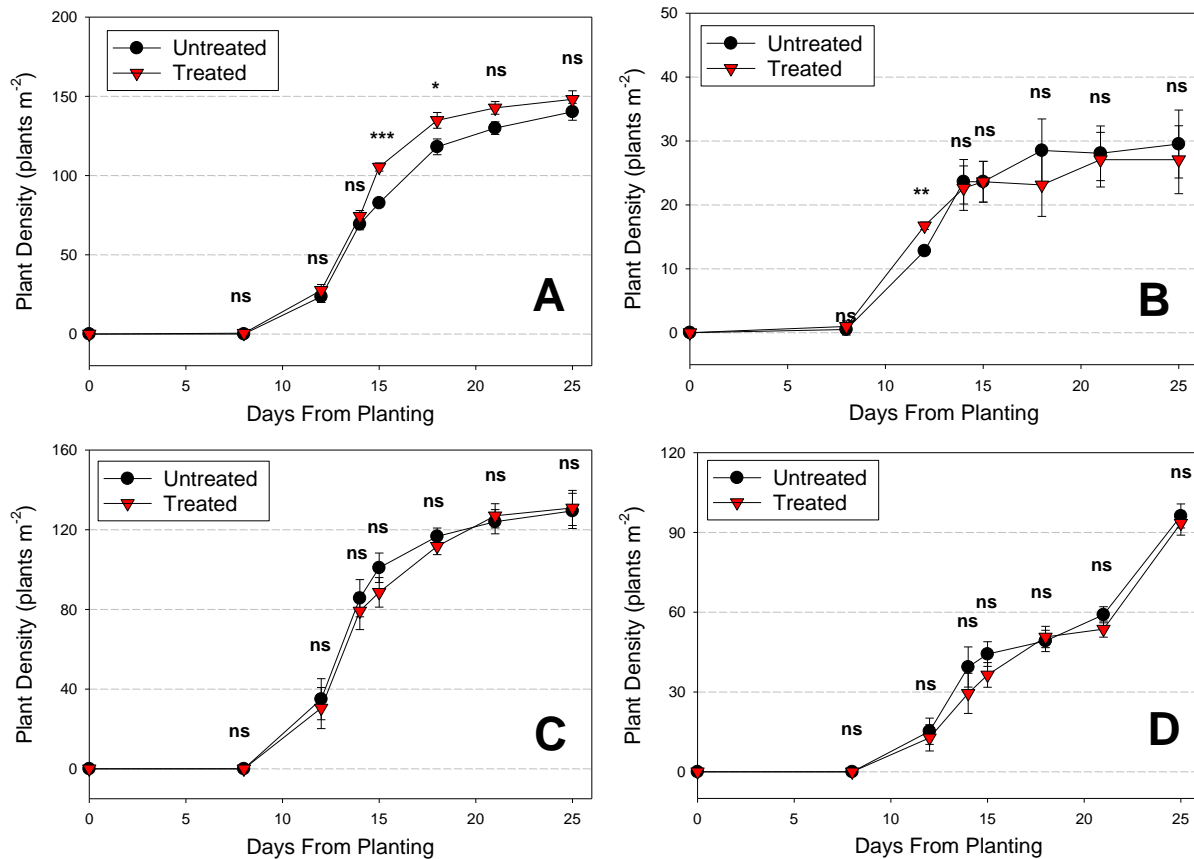 200
150
100
50
0
Plant Density (plants m-2)
Untreated
Treated
ns
ns
ns
***
*
ns
ns
A
0 5 10 15 20 25
Days From Planting
50
40
30
20
10
0
Plant Density (plants m-2)
Untreated
Treated
ns
**
ns
ns
ns
ns
ns
B
0 5 10 15 20 25
Days From Planting
160
120
80
40
0
Plant Density (plants m-2)
Untreated
Treated
ns
ns
ns
ns
ns
ns
ns
C
0 5 10 15 20 25
Days From Planting
120
90
60
30
0
Plant Density (plants m-2)
Untreated
Treated
ns
ns
ns
ns
ns
ns
ns
D
0 5 10 15 20 25
Days From Planting